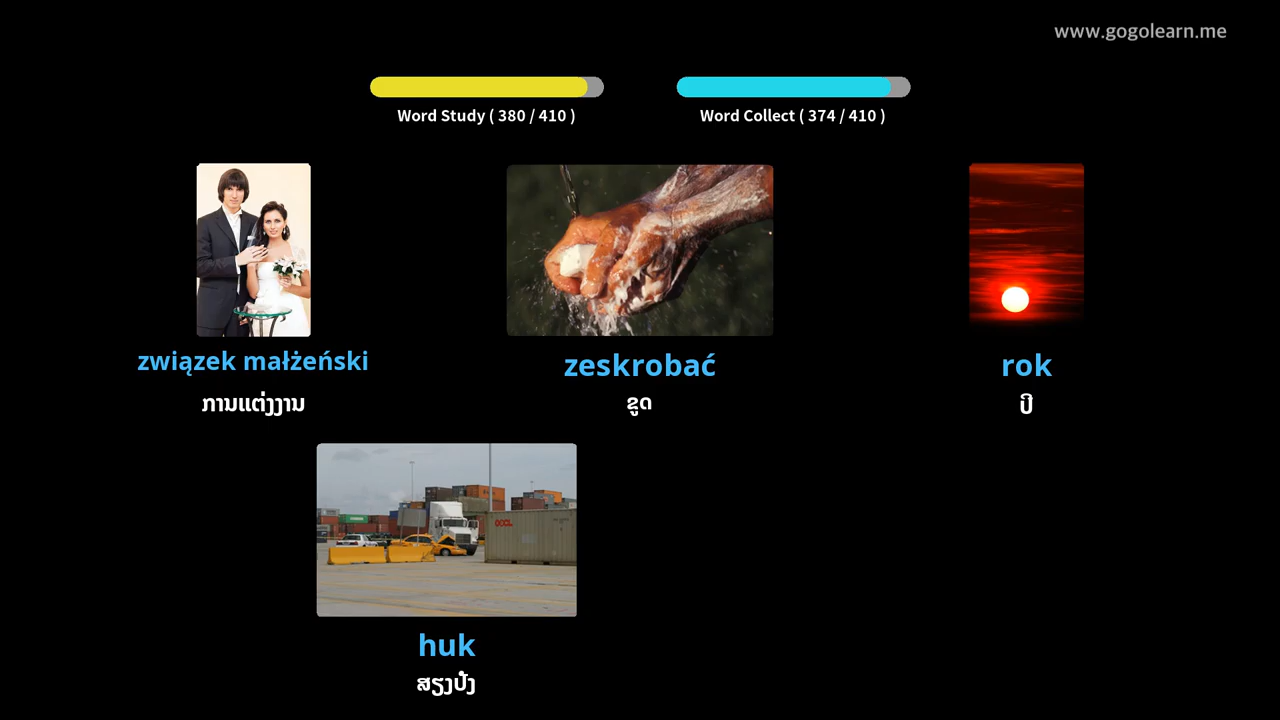 www.gogolearn.me
Word Study ( 380 / 410 )
Word Collect ( 374 / 410 )
związek małżeński
zeskrobać
rok
ການແຕ່ງງານ
ຂູດ
ປີ
huk
ສຽງປັ້ງ